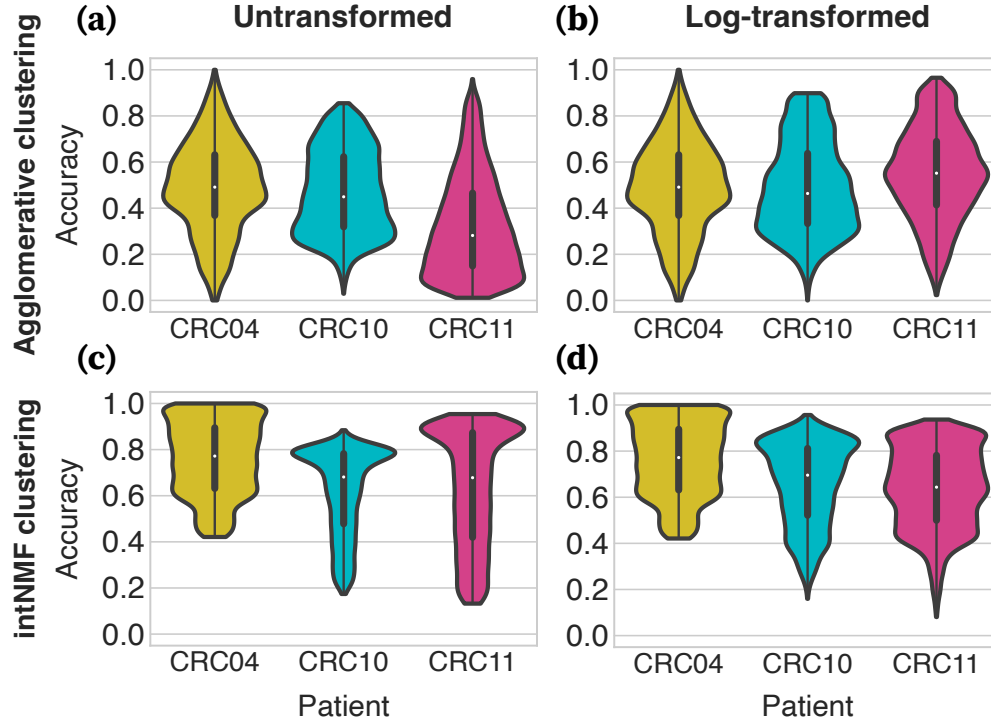 (a) Untransformed
(b) Log-transformed
Agglomerative clustering
Accuracy
1.0
0.8
0.6
0.4
0.2
0.0
CRC04 CRC10 CRC11
1.0
0.8
0.6
0.4
0.2
0.0
CRC04 CRC10 CRC11
(c)
(d)
intNMF clustering
Accuracy
1.0
0.8
0.6
0.4
0.2
0.0
CRC04 CRC10 CRC11
Patient
1.0
0.8
0.6
0.4
0.2
0.0
CRC04 CRC10 CRC11
Patient